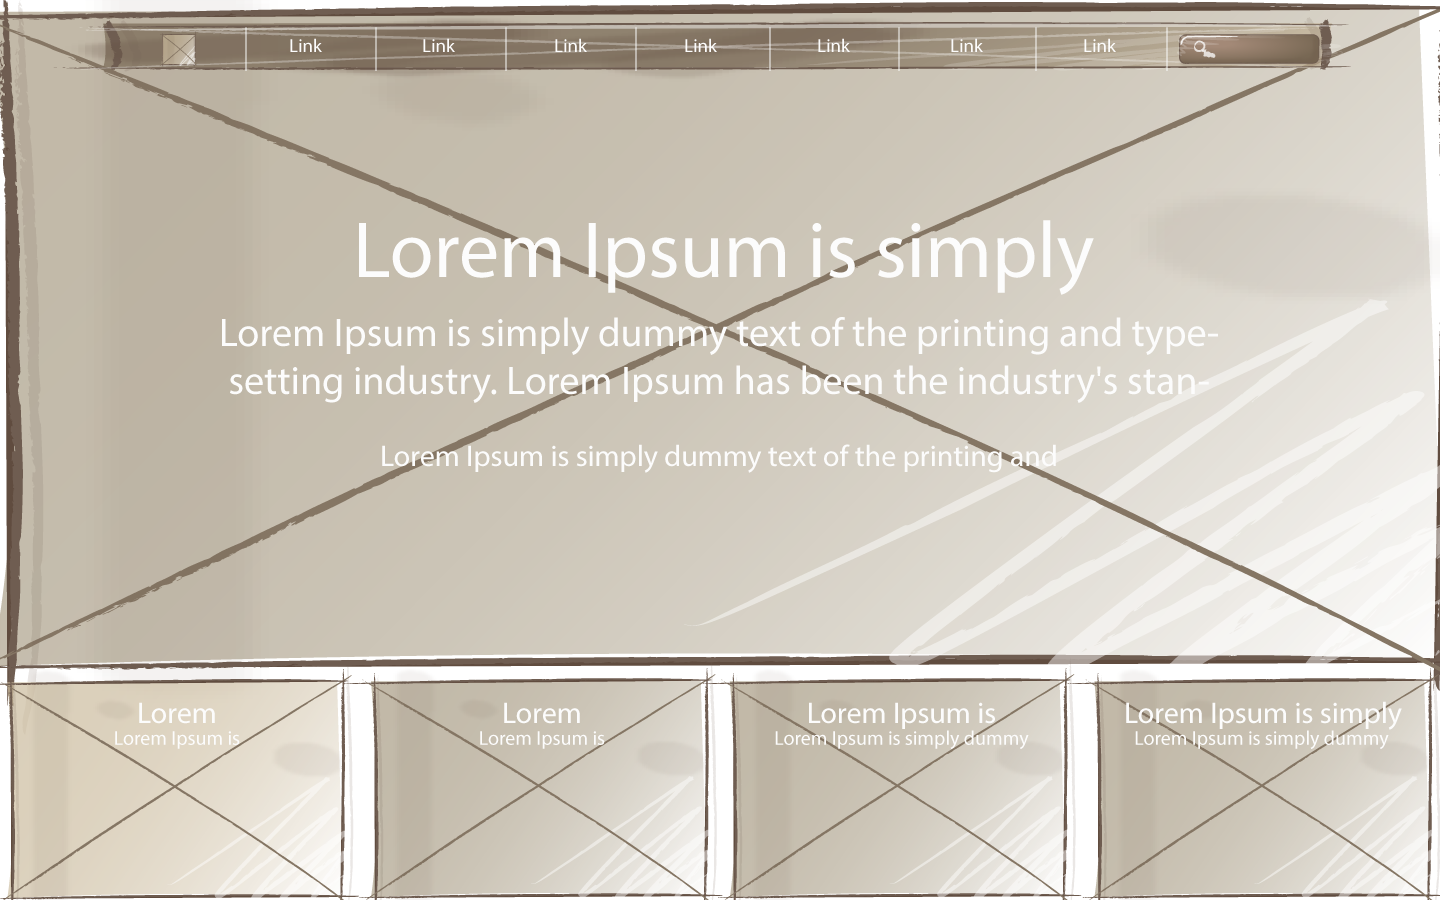 Link Link Link Link Link Link Link
Lorem Ipsum is simply
Lorem Ipsum is simply dummy text of the printing and type-
setting industry. Lorem Ipsum has been the industry's stan-
Lorem Ipsum is simply dummy text of the printing and
Lorem
Lorem Ipsum is
Lorem
Lorem Ipsum is
Lorem Ipsum is
Lorem Ipsum is simply dummy
Lorem Ipsum is simply
Lorem Ipsum is simply dummy